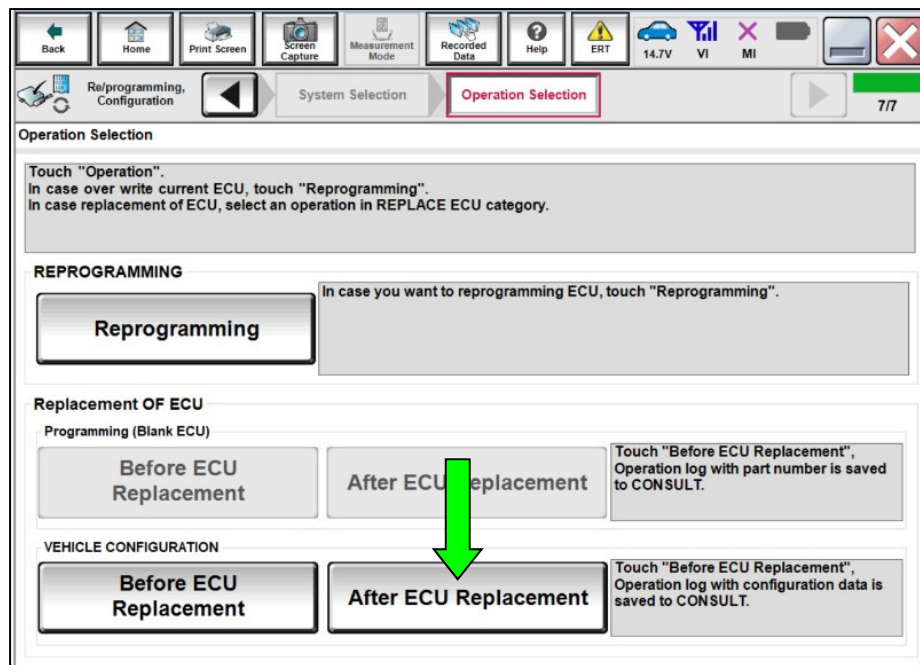 Back
Home
Print Screen
Screen
Capture
Measurement
Mode
Recorded
Data
Help
ERT
14.7V
VI
MI
Re/programming,
Configuration
System Selection
Operation Selection
7/7
Operation Selection
Touch "Operation".
In case over write current ECU, touch "Reprogramming".
In case replacement of ECU, select an operation in REPLACE ECU category.
REPROGRAMMING
Reprogramming
In case you want to reprogramming ECU, touch "Reprogramming".
Replacement OF ECU
Programming (Blank ECU)
Before ECU
Replacement
After ECU Replacement
Touch "Before ECU Replacement",
Operation log with part number is saved
to CONSULT.
VEHICLE CONFIGURATION
Before ECU
Replacement
After ECU Replacement
Touch "Before ECU Replacement",
Operation log with configuration data is
saved to CONSULT.